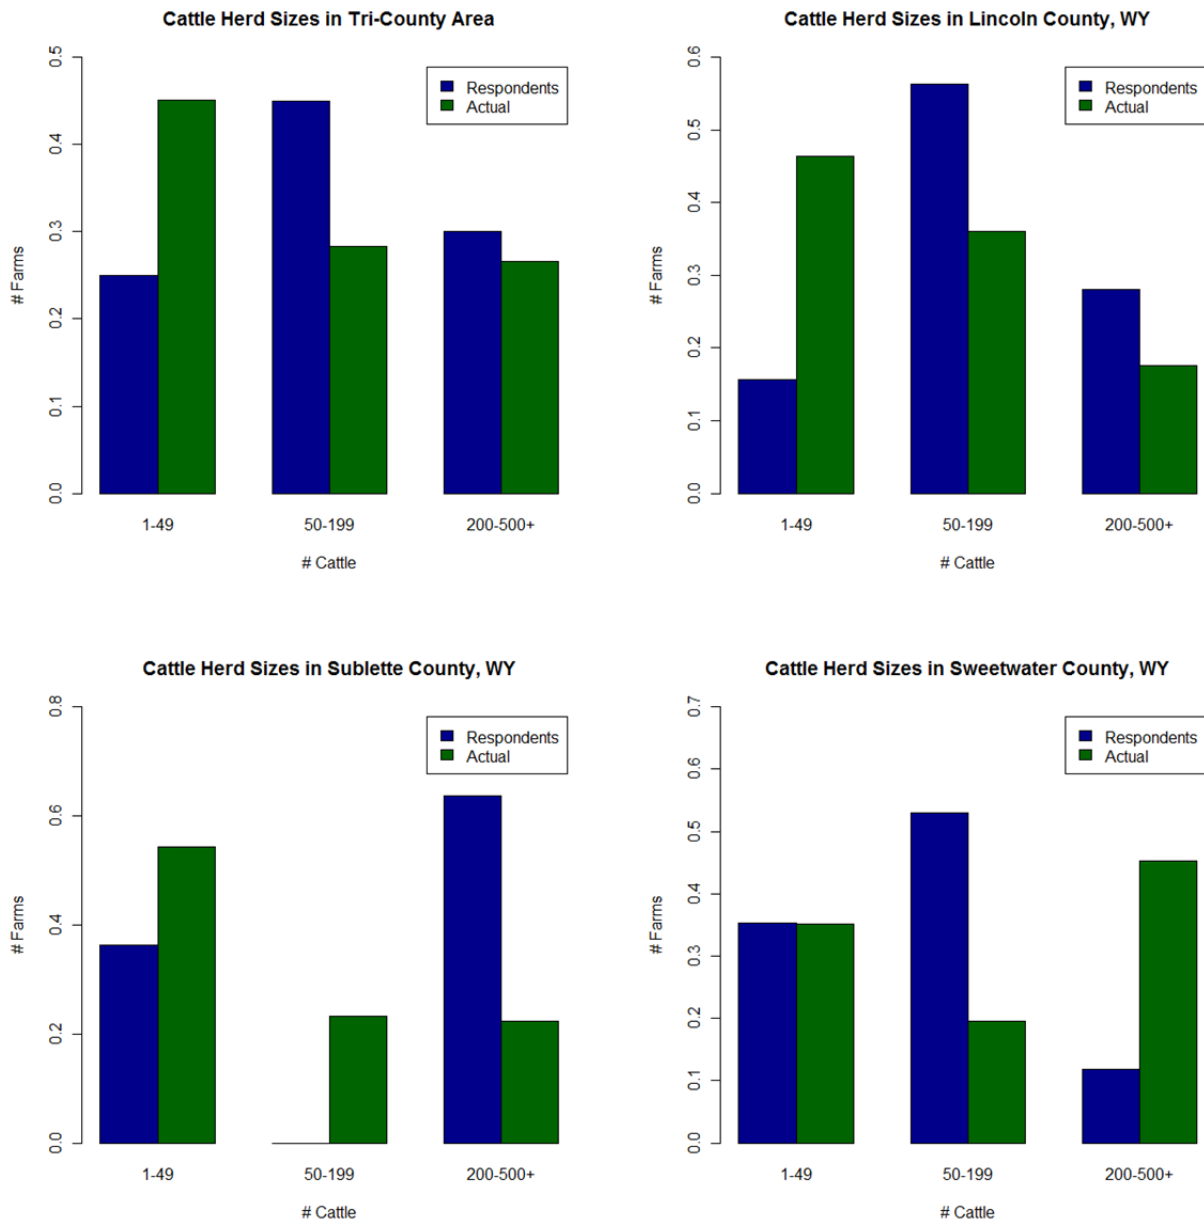 Cattle Herd Sizes in Tri-County Area
Respondents
Actual
# Farms
0.5
0.4
0.3
0.2
0.1
0.0
1-49 50-199 200-500+
# Cattle
Cattle Herd Sizes in Lincoln County, WY
Respondents
Actual
# Farms
0.6
0.5
0.4
0.3
0.2
0.1
0.0
1-49 50-199 200-500+
# Cattle
Cattle Herd Sizes in Sublette County, WY
Respondents
Actual
# Farms
0.8
0.6
0.4
0.2
0.0
1-49 50-199 200-500+
# Cattle
Cattle Herd Sizes in Sweetwater County, WY
Respondents
Actual
# Farms
0.7
0.6
0.5
0.4
0.3
0.2
0.1
0.0
1-49 50-199 200-500+
# Cattle